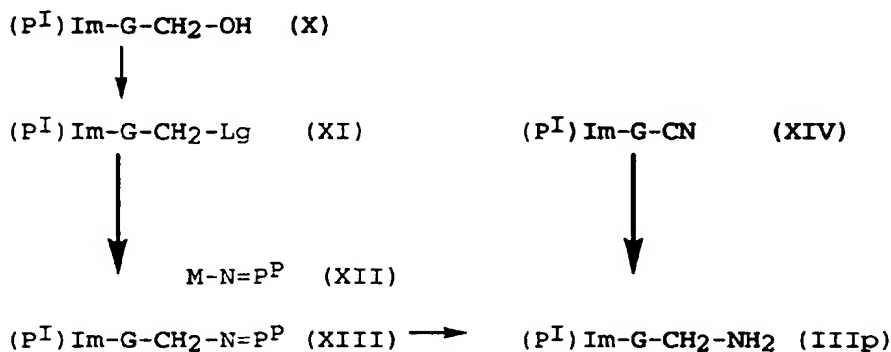 (P^I)Im-G-CH2-OH (X)
(P^I)Im-G-CH2-Lg (XI) (P^I)Im-G-CN (XIV)
M-N=P^P (XII)
(P^I)Im-G-CH2-N=P^P (XIII) (P^I)Im-G-CH2-NH2 (IIIp)